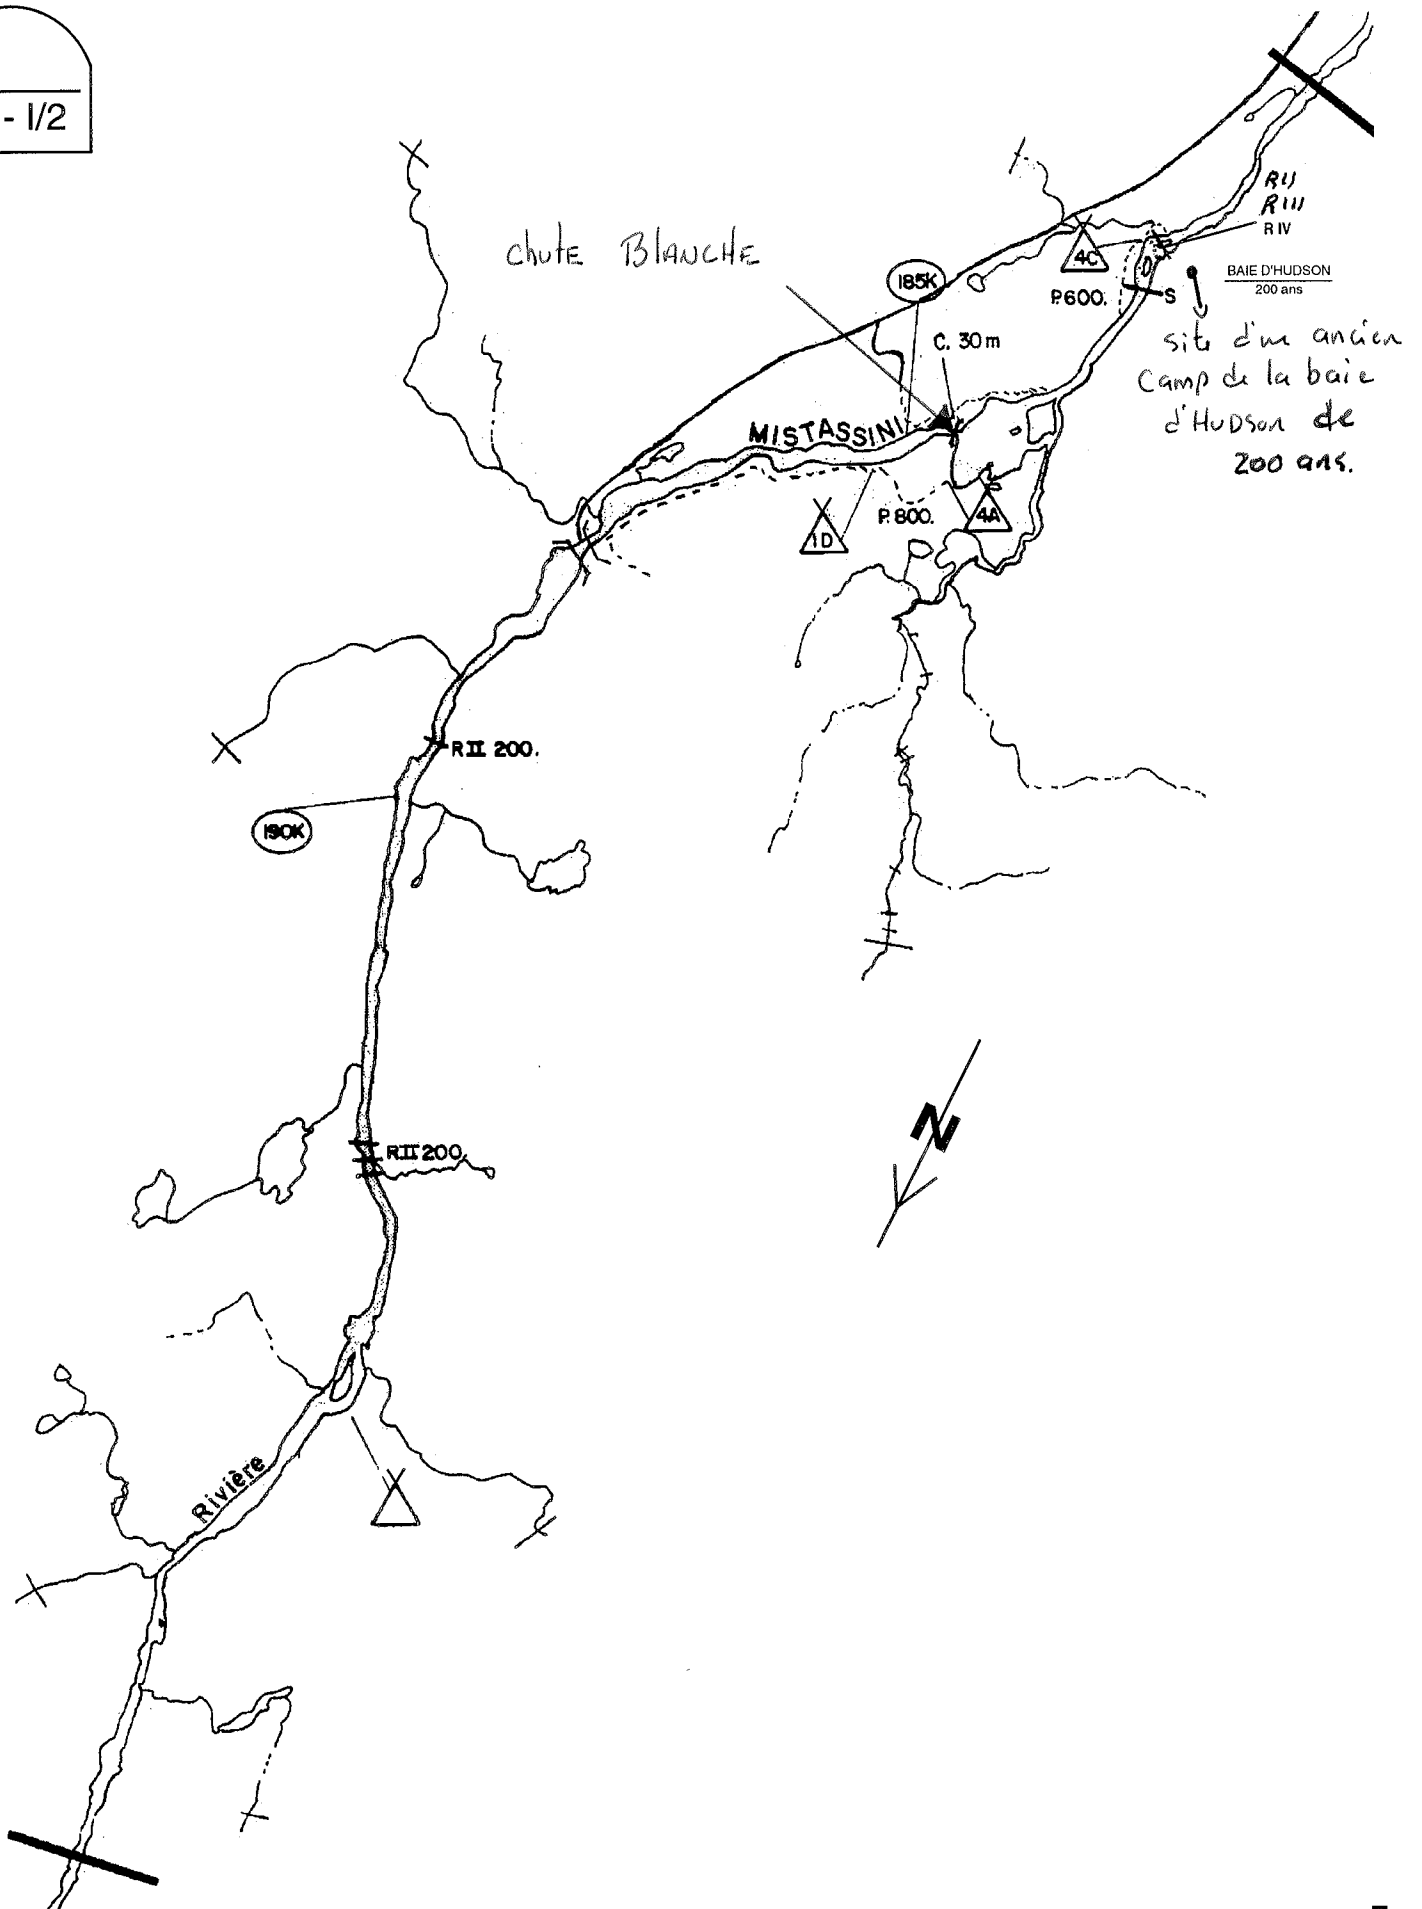 - I/2
chute BLANCHE
185K
C. 30 m
MISTASSINI
4C
P.600.
S
RII
RIII
R IV
BAIE D'HUDSON
200 ans
site d'un ancien
Camp de la baie
d'HUDSON de
200 ans.
1D
P.800.
4A
RII 200.
190K
RII 200
N
Rivière